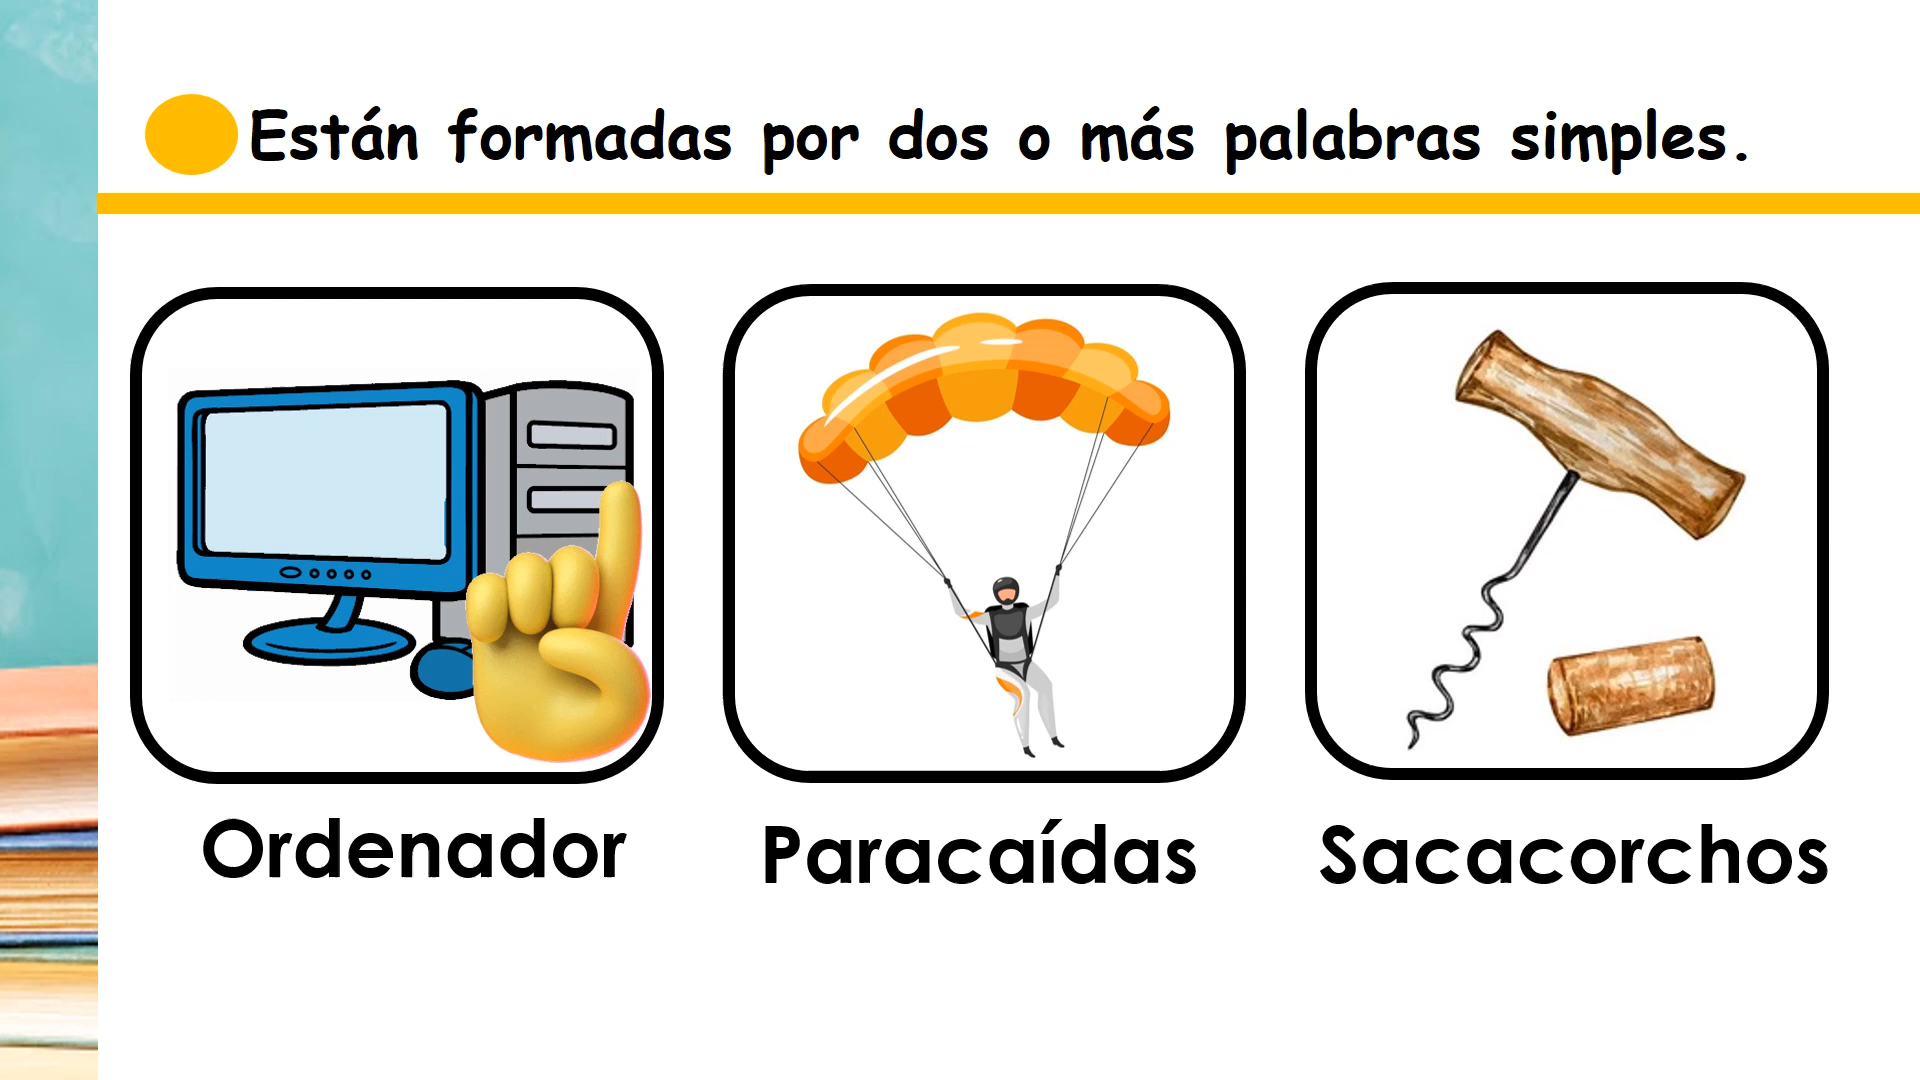 Están formadas por dos o más palabras simples.
Ordenador
Paracaídas
Sacacorchos